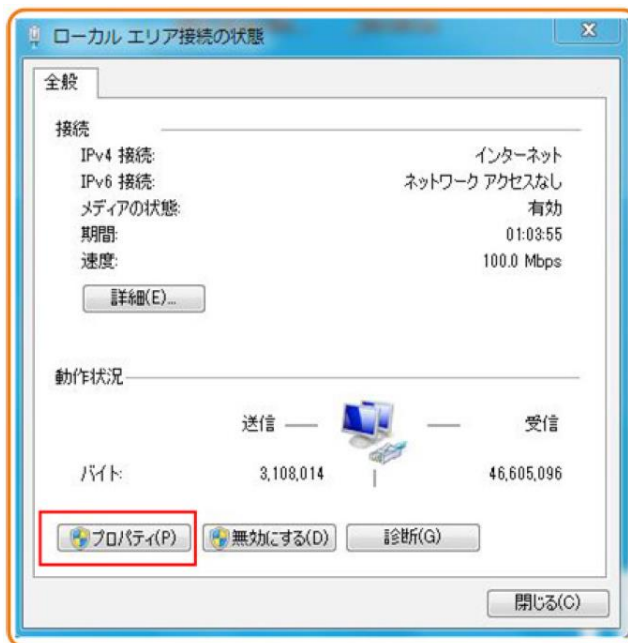 ローカル エリア接続の状態
全般
接続
IPv4 接続: インターネット
IPv6 接続: ネットワーク アクセスなし
メディアの状態: 有効
期間: 01:03:55
速度: 100.0 Mbps
詳細(E)...
動作状況
送信 受信
バイト: 3,108,014 46,605,096
プロパティ(P) 無効にする(D) 診断(G)
閉じる(C)